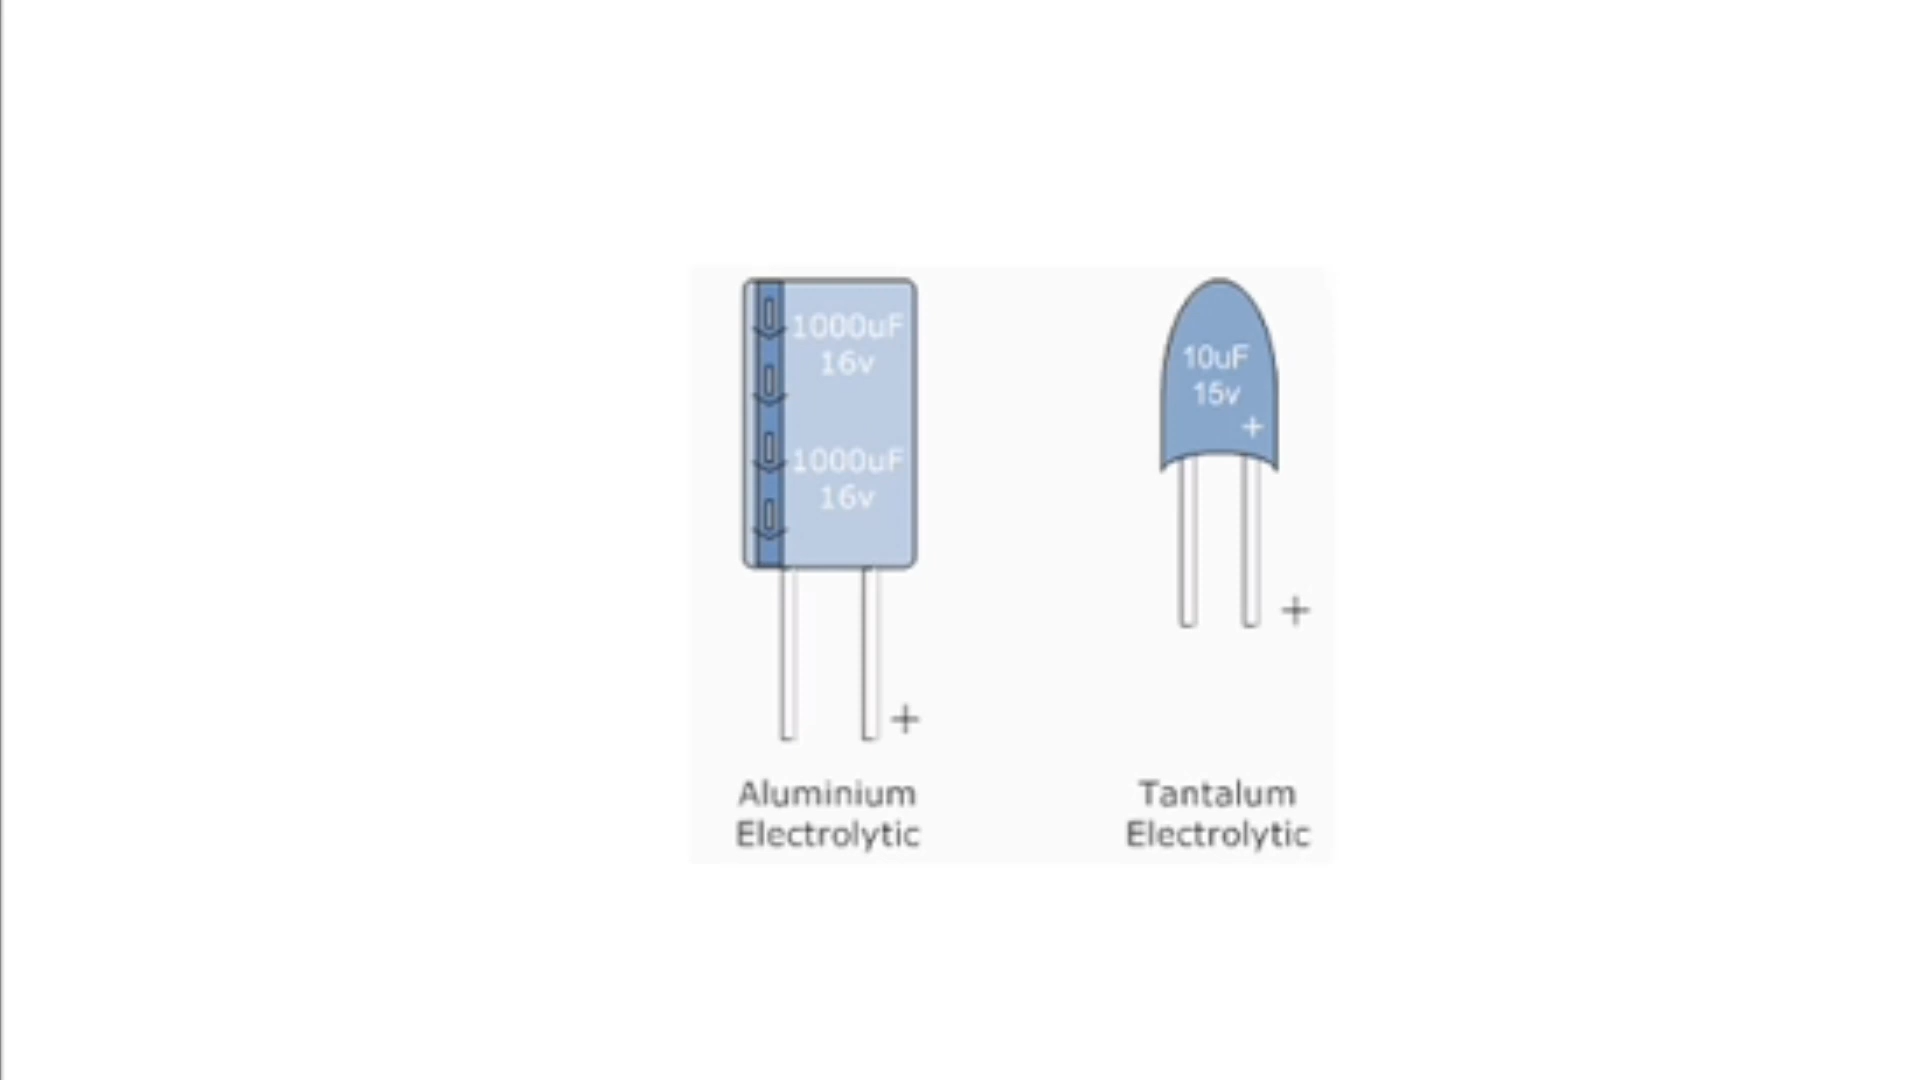 1000uF
16v
1000uF
16v
+
Aluminium
Electrolytic
10uF
15v
+
+
Tantalum
Electrolytic